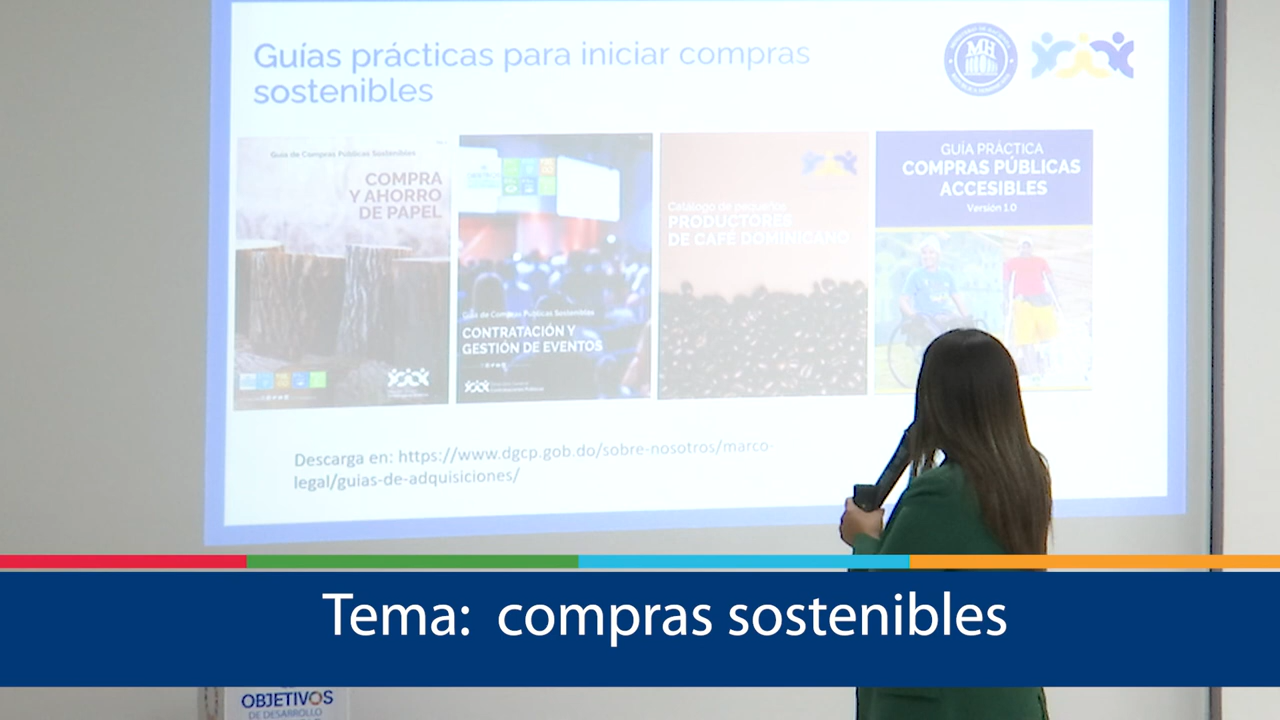 Guías prácticas para iniciar compras
sostenibles
MH
Guía de Compras Públicas Sostenibles
COMPRA
Y AHORRO
DE PAPEL
Guía de Compras Públicas Sostenibles
CONTRATACIÓN Y
GESTIÓN DE EVENTOS
Catálogo de pequeños
PRODUCTORES
DE CAFÉ DOMINICANO
GUÍA PRÁCTICA
COMPRAS PÚBLICAS
ACCESIBLES
Versión 1.0
Descarga en: https://www.dgcp.gob.do/sobre-nosotros/marco-
legal/guias-de-adquisiciones/
Tema: compras sostenibles
OBJETIVOS
DE DESARROLLO